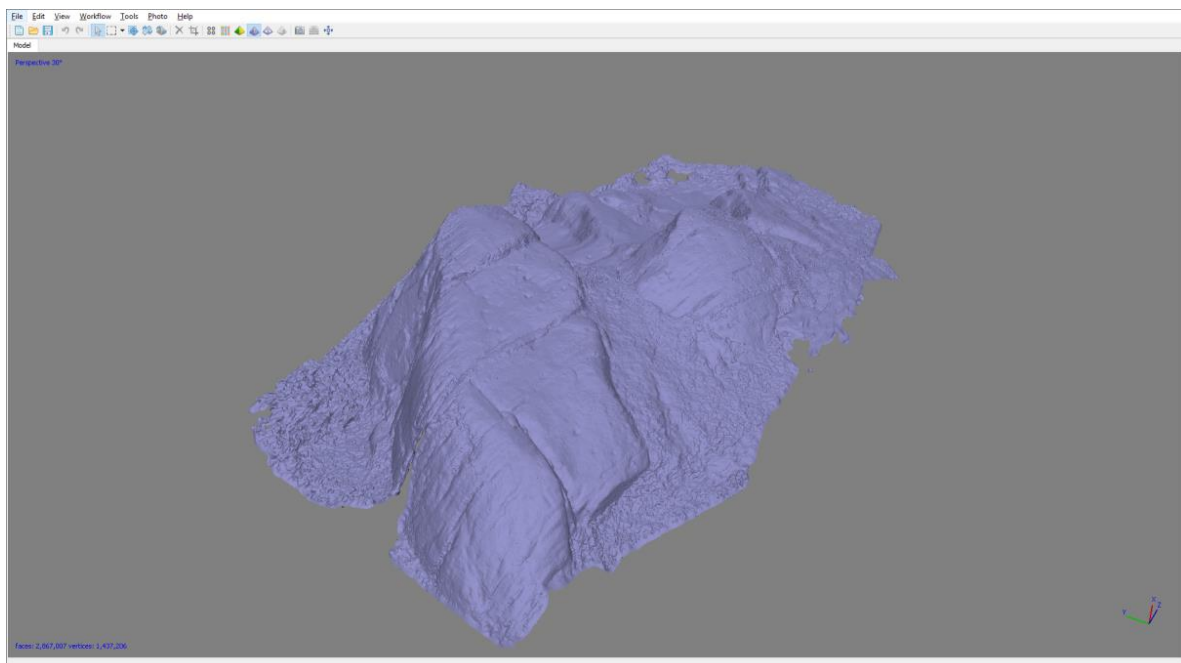 File Edit View Workflow Tools Photo Help
Model
Perspective 30°
X
Y Z
Faces: 2,867,007 vertices: 1,437,206